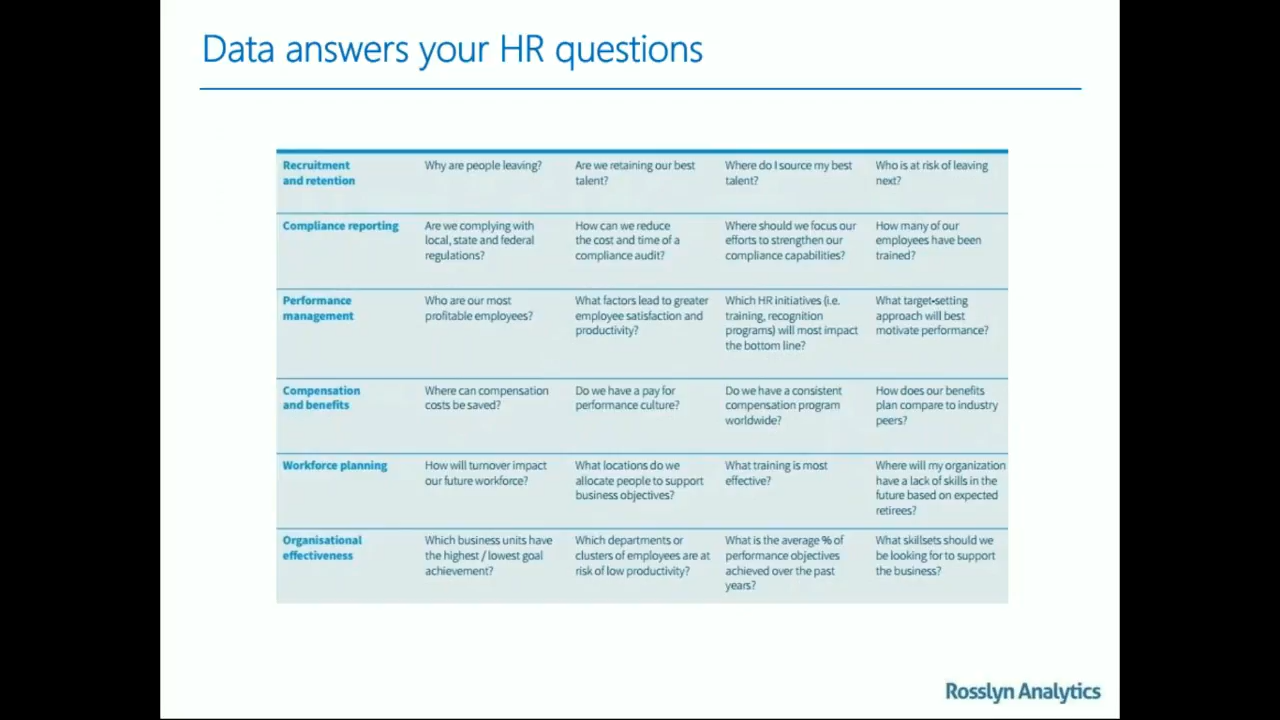 Data answers your HR questions
Recruitment
and retention
Why are people leaving?
Are we retaining our best
talent?
Where do I source my best
talent?
Who is at risk of leaving
next?
Compliance reporting
Are we complying with
local, state and federal
regulations?
How can we reduce
the cost and time of a
compliance audit?
Where should we focus our
efforts to strengthen our
compliance capabilities?
How many of our
employees have been
trained?
Performance
management
Who are our most
profitable employees?
What factors lead to greater
employee satisfaction and
productivity?
Which HR initiatives (i.e.
training, recognition
programs) will most impact
the bottom line?
What target-setting
approach will best
motivate performance?
Compensation
and benefits
Where can compensation
costs be saved?
Do we have a pay for
performance culture?
Do we have a consistent
compensation program
worldwide?
How does our benefits
plan compare to industry
peers?
Workforce planning
How will turnover impact
our future workforce?
What locations do we
allocate people to support
business objectives?
What training is most
effective?
Where will my organization
have a lack of skills in the
future based on expected
retirees?
Organisational
effectiveness
Which business units have
the highest / lowest goal
achievement?
Which departments or
clusters of employees are at
risk of low productivity?
What is the average % of
performance objectives
achieved over the past
years?
What skillsets should we
be looking for to support
the business?
Rosslyn Analytics